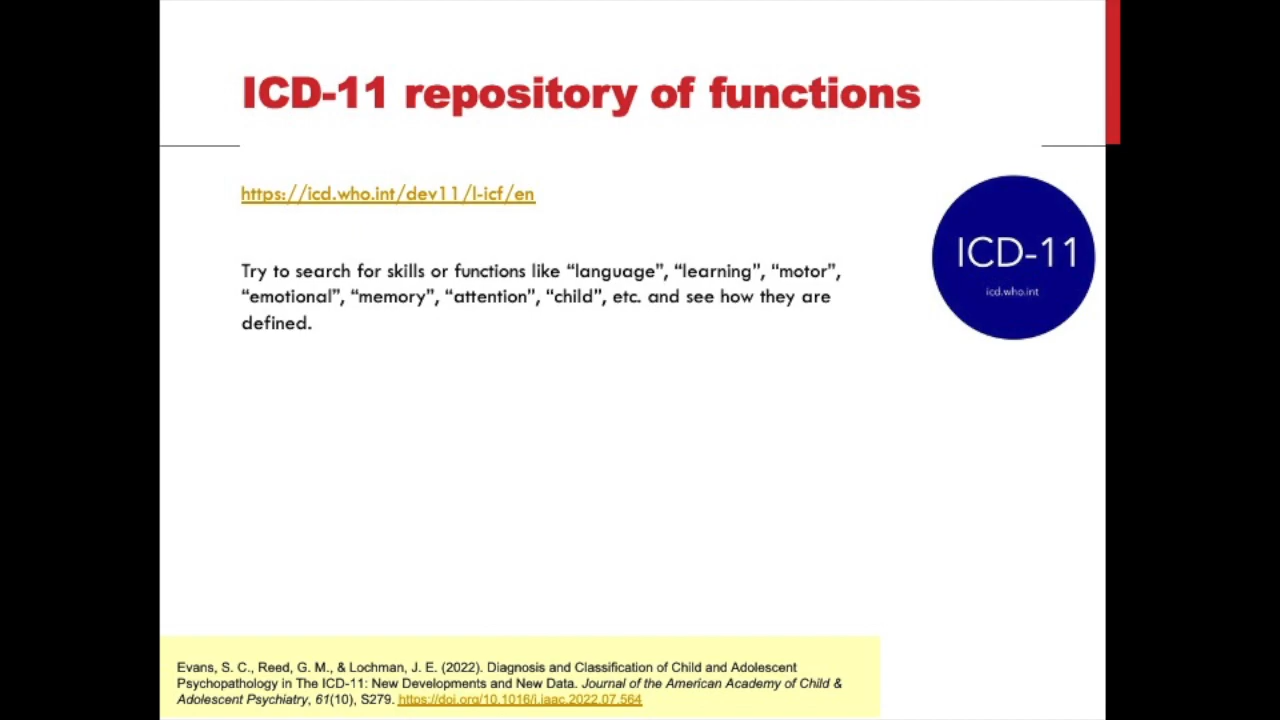 ICD-11 repository of functions
https://icd.who.int/dev11/l-icf/en
ICD-11
icd.who.int
Try to search for skills or functions like “language”, “learning”, “motor”,
“emotional”, “memory”, “attention”, “child”, etc. and see how they are
defined.
Evans, S. C., Reed, G. M., & Lochman, J. E. (2022). Diagnosis and Classification of Child and Adolescent
Psychopathology in The ICD-11: New Developments and New Data. Journal of the American Academy of Child &
Adolescent Psychiatry, 61(10), S279. https://doi.org/10.1016/j.jaac.2022.07.564